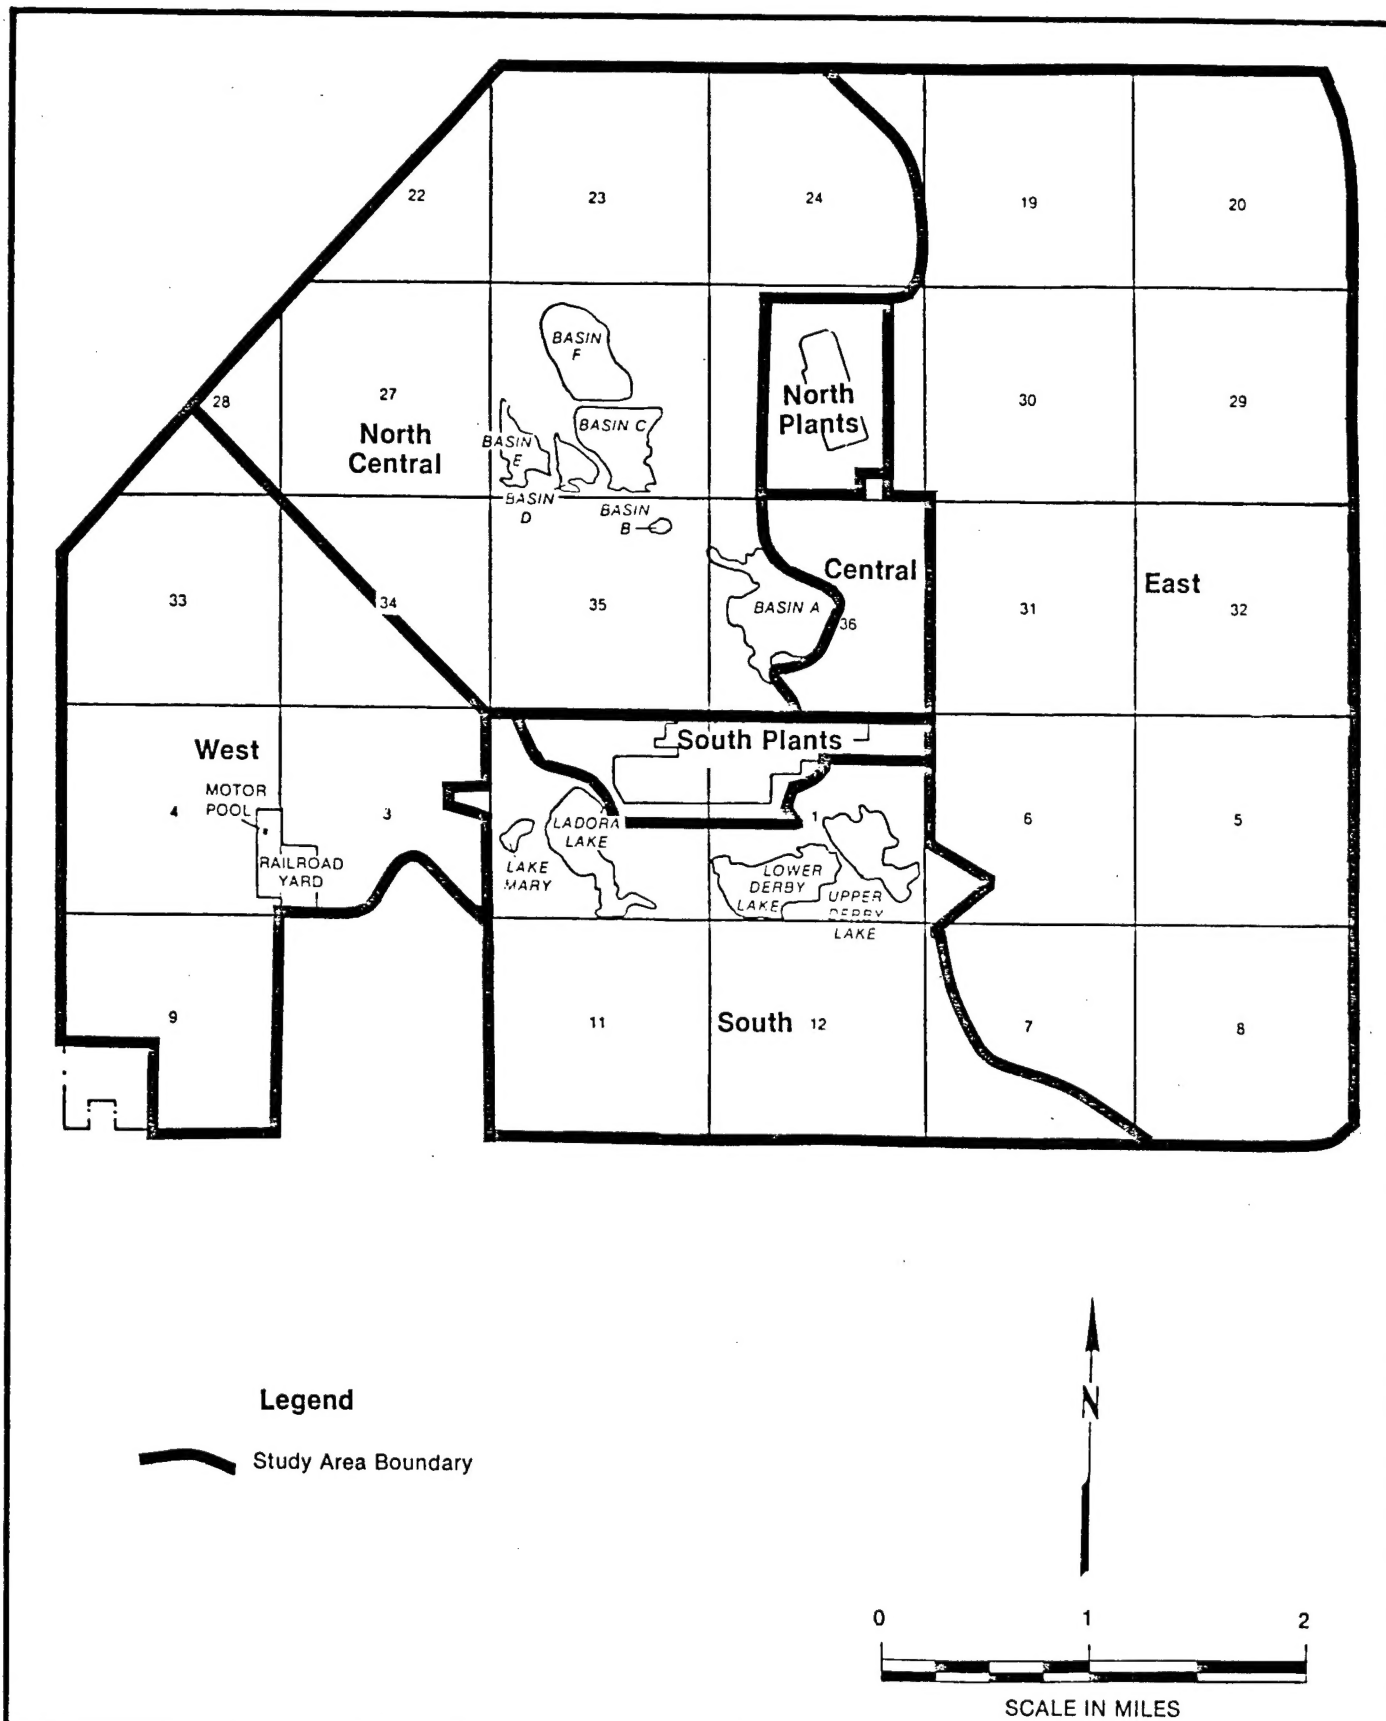 22
23
24
19
20
BASIN
F
28
27
North
Central
BASIN
E
BASIN C
North
Plants
30
29
BASIN
D
BASIN
B
33
34
35
BASIN A
Central
36
31
East
32
West
South Plants
MOTOR
POOL
4
3
RAILROAD
YARD
LADORA
LAKE
LAKE
MARY
1
LOWER
DERBY
LAKE
UPPER
DERBY
LAKE
6
5
9
11
South
12
7
8
Legend
Study Area Boundary
N
0
1
2
SCALE IN MILES